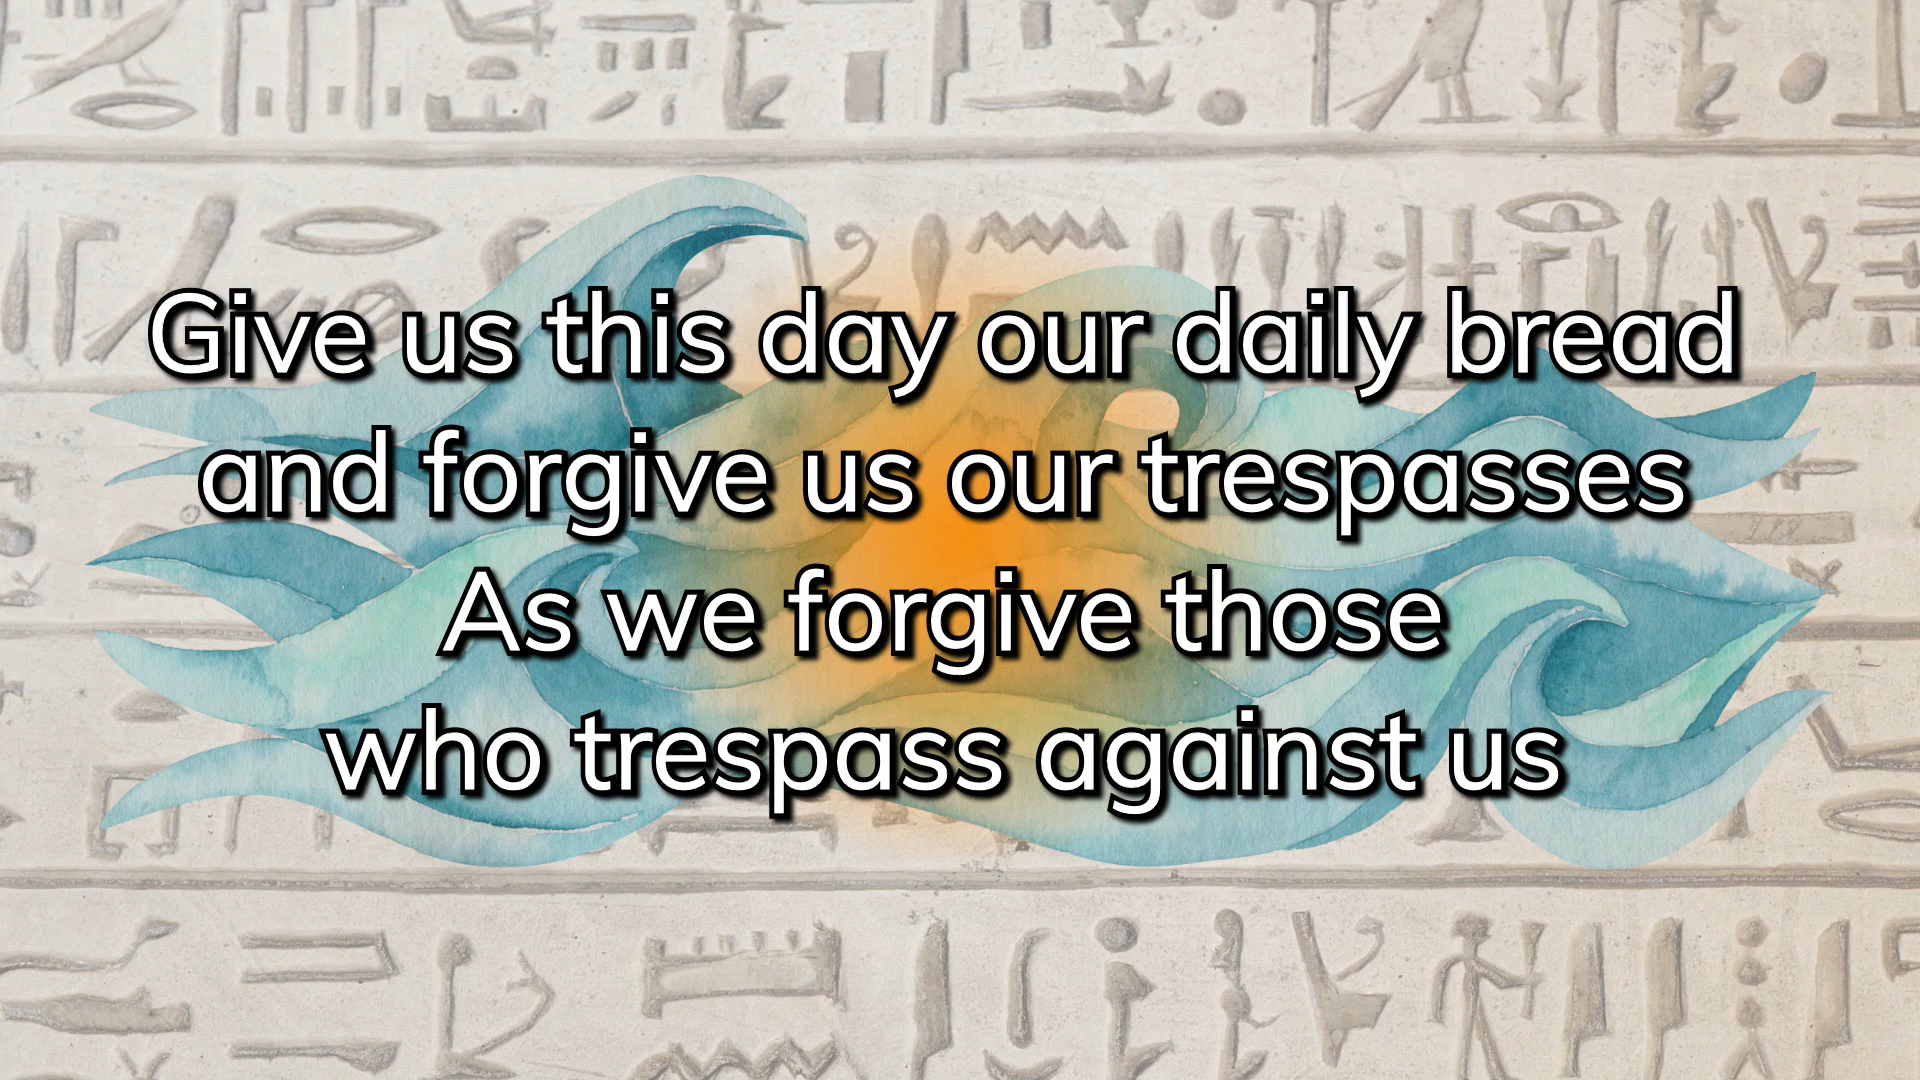 Give us this day our daily bread
and forgive us our trespasses
As we forgive those
who trespass against us